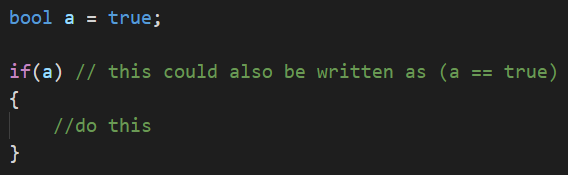 bool a = true;
if(a) // this could also be written as (a == true)
{
//do this
}